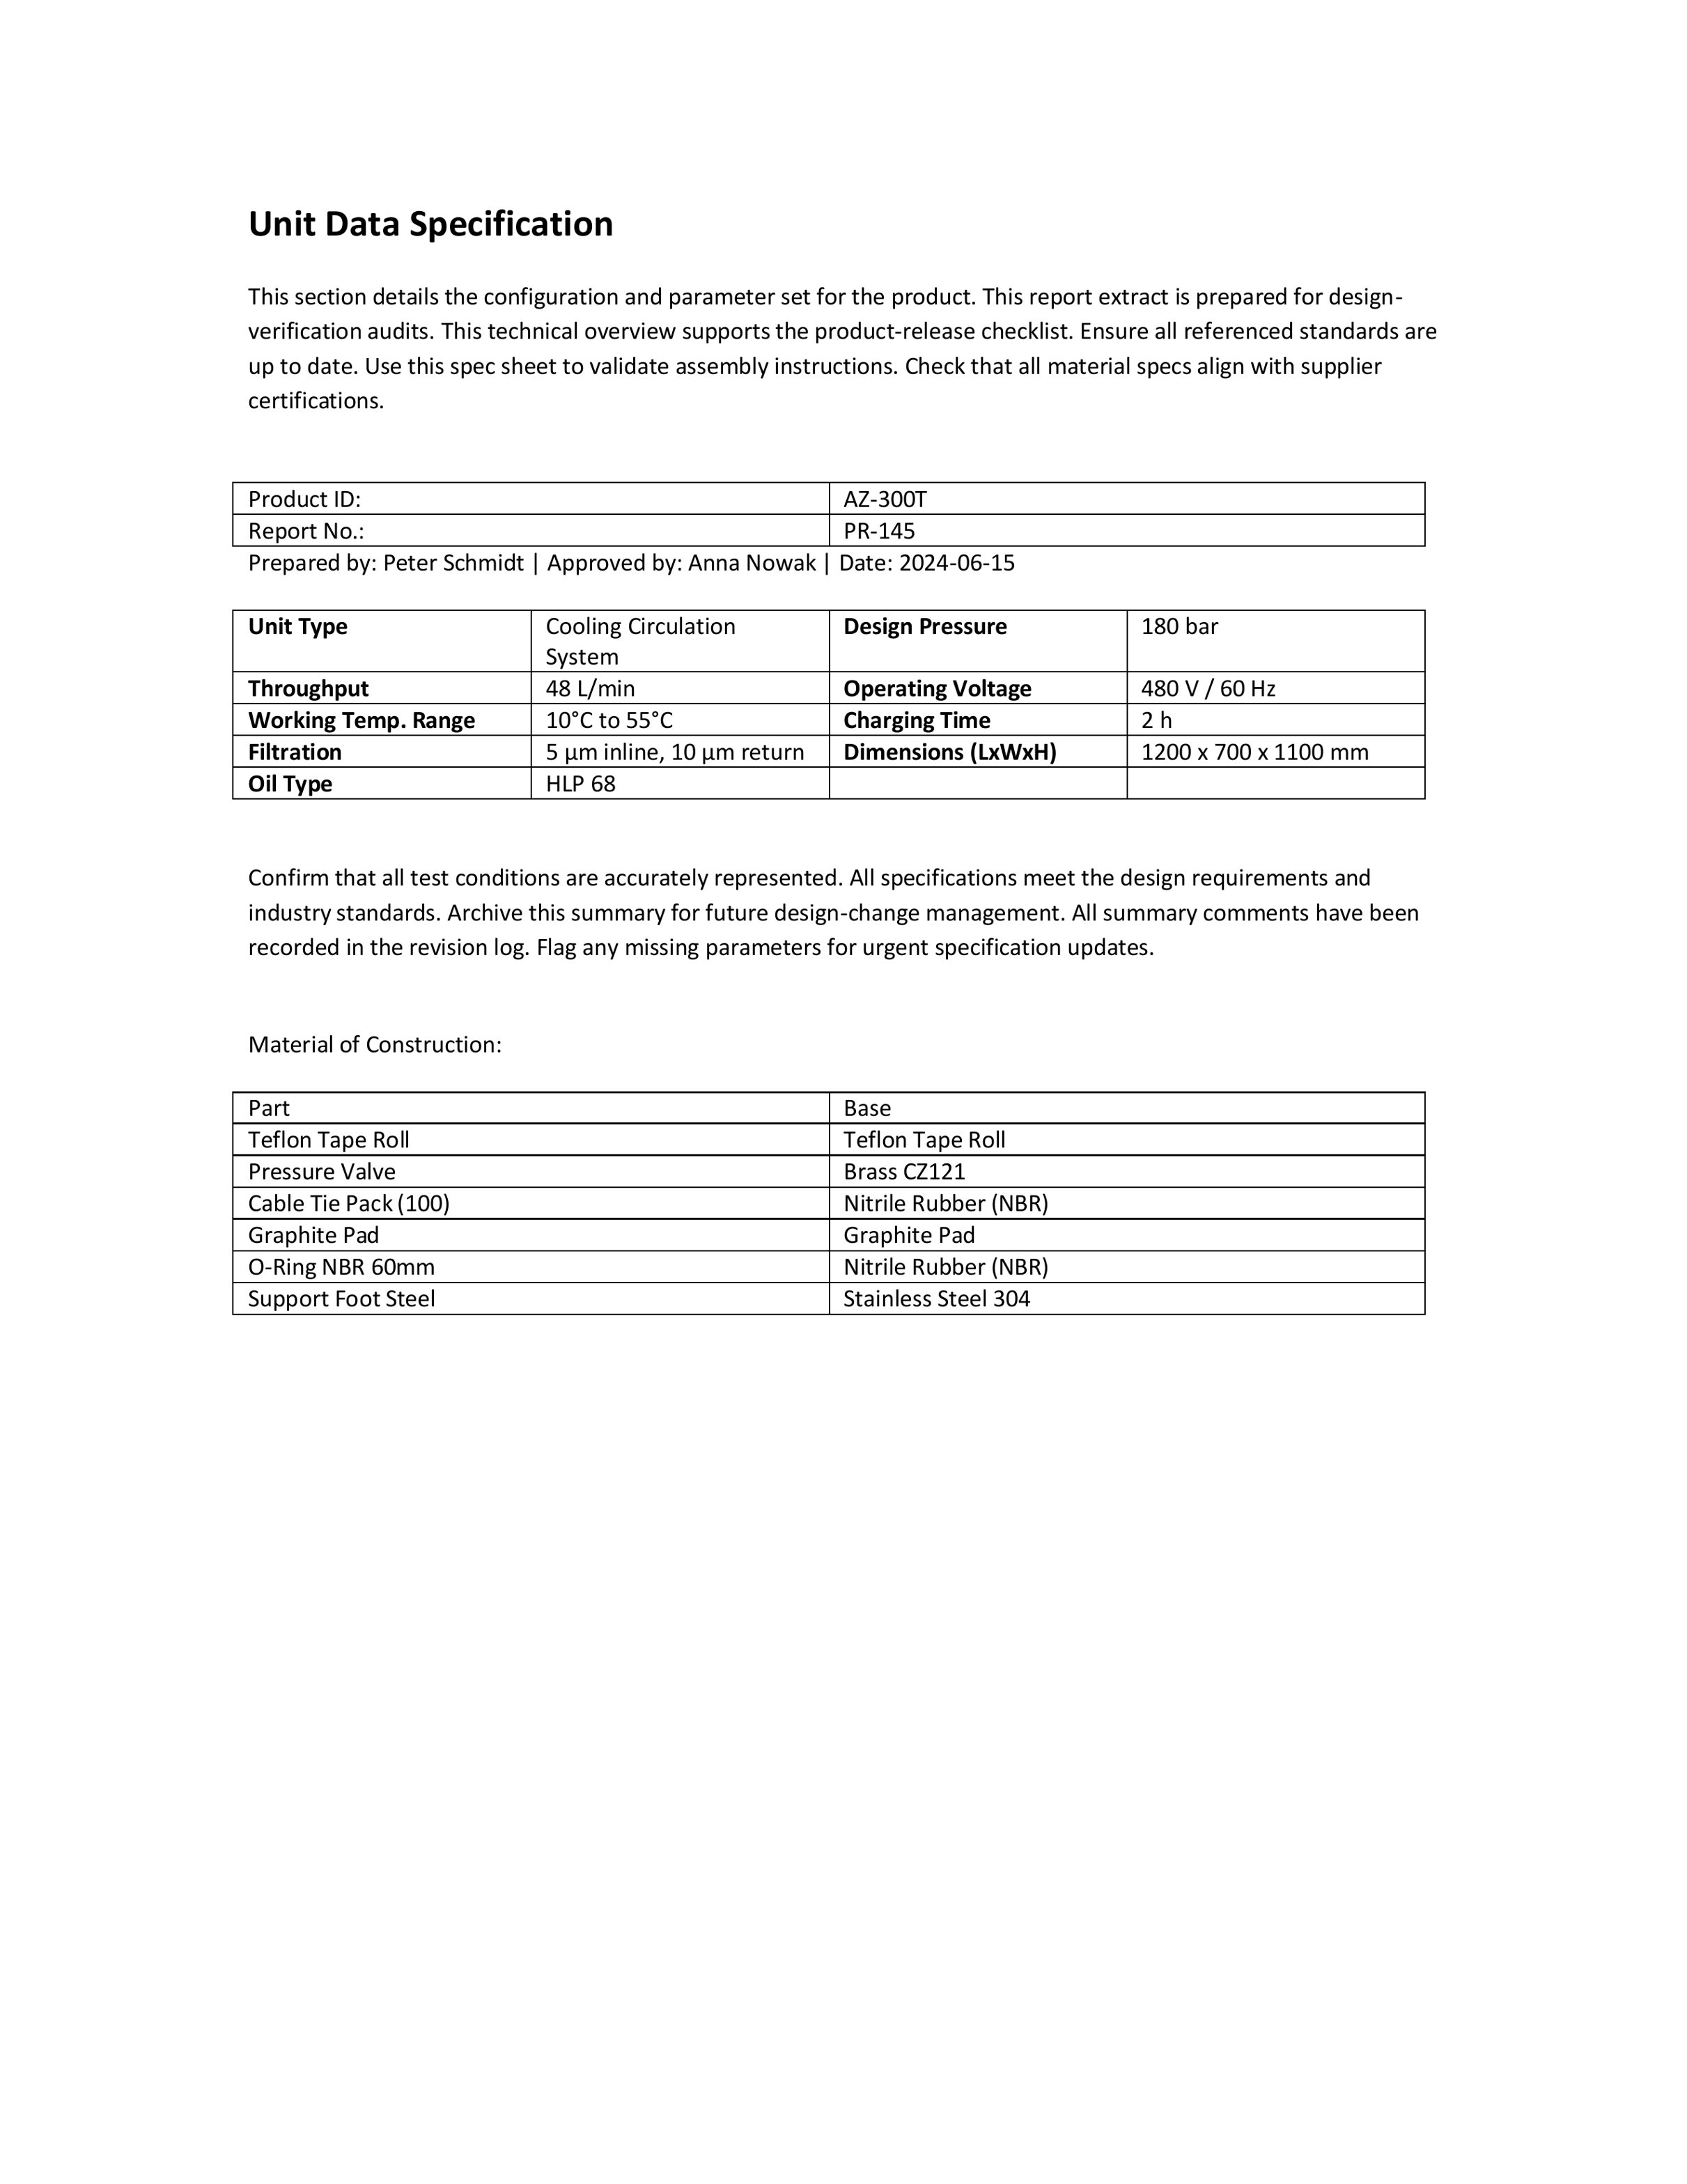 Unit Data Specification
This section details the configuration and parameter set for the product. This report extract is prepared for design-
verification audits. This technical overview supports the product-release checklist. Ensure all referenced standards are
up to date. Use this spec sheet to validate assembly instructions. Check that all material specs align with supplier
certifications.
Product ID: AZ-300T
Report No.: PR-145
Prepared by: Peter Schmidt | Approved by: Anna Nowak | Date: 2024-06-15
Unit Type Cooling Circulation Design Pressure 180 bar
System
Throughput 48 L/min Operating Voltage 480 V / 60 Hz
Working Temp. Range 10°C to 55°C Charging Time 2 h
Filtration 5 µm inline, 10 µm return Dimensions (LxWxH) 1200 x 700 x 1100 mm
Oil Type HLP 68
Confirm that all test conditions are accurately represented. All specifications meet the design requirements and
industry standards. Archive this summary for future design-change management. All summary comments have been
recorded in the revision log. Flag any missing parameters for urgent specification updates.
Material of Construction:
Part Base
Teflon Tape Roll Teflon Tape Roll
Pressure Valve Brass CZ121
Cable Tie Pack (100) Nitrile Rubber (NBR)
Graphite Pad Graphite Pad
O-Ring NBR 60mm Nitrile Rubber (NBR)
Support Foot Steel Stainless Steel 304